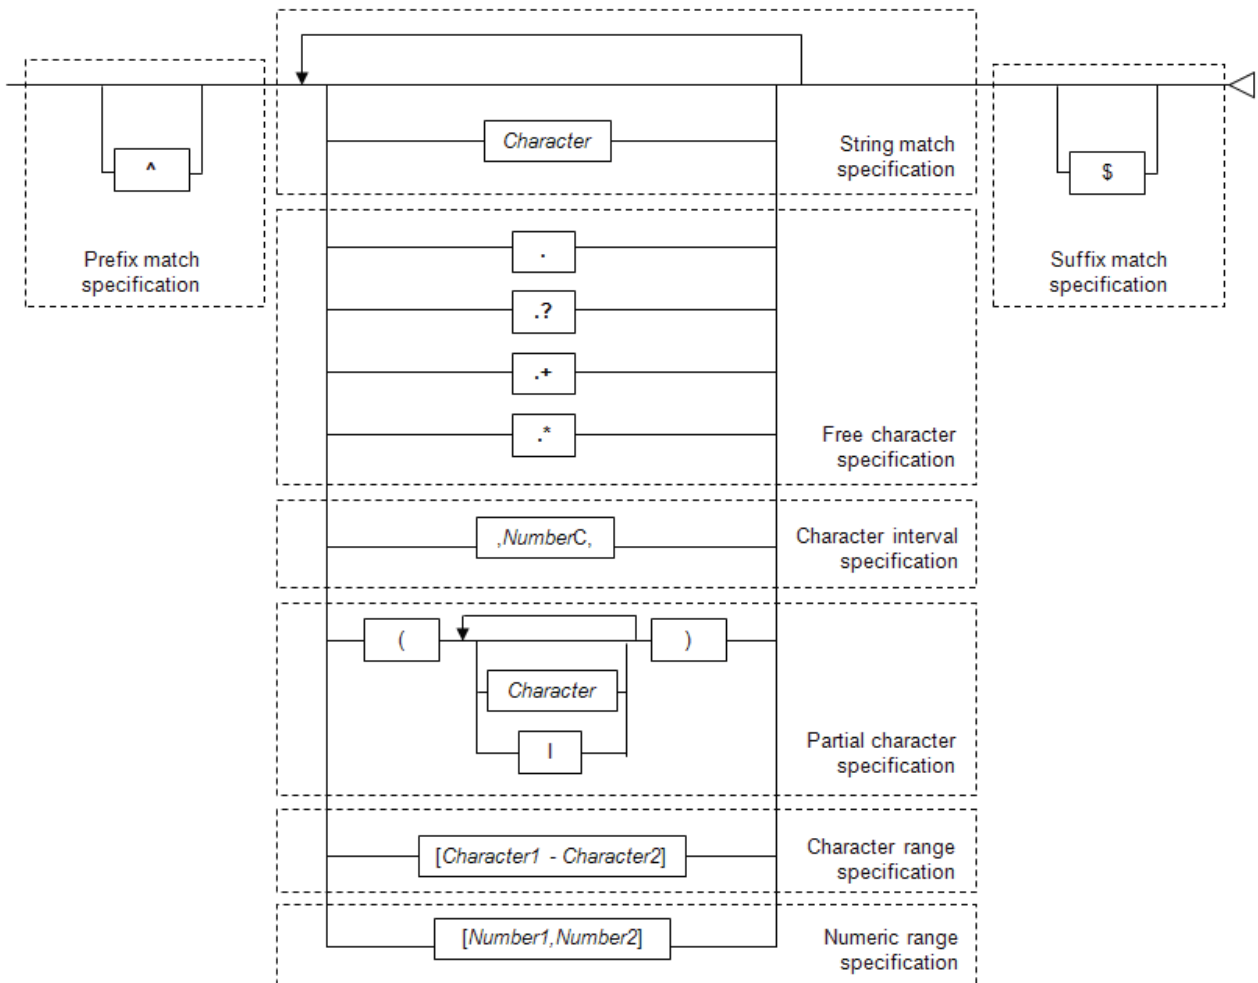 Character
String match
specification
^
$
Prefix match
specification
.
Suffix match
specification
.?
.+
.*
Free character
specification
,NumberC,
Character interval
specification
(
)
Character
|
Partial character
specification
[Character1 - Character2]
Character range
specification
[Number1,Number2]
Numeric range
specification